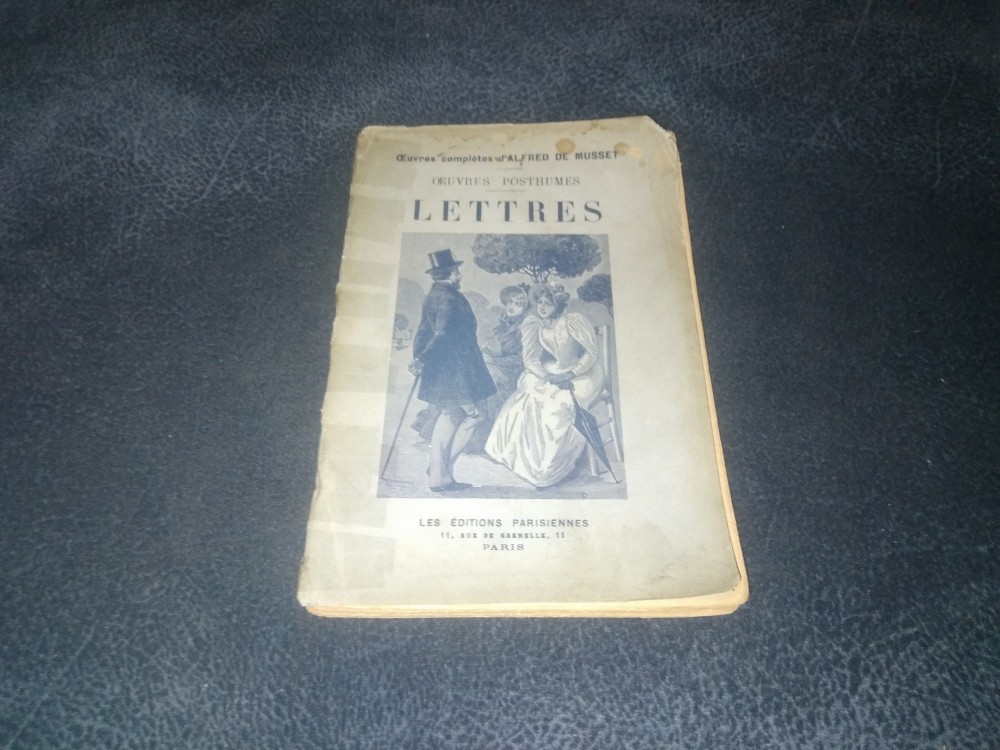 Œuvres complètes d'ALFRED DE MUSSET
ŒUVRES POSTHUMES
LETTRES
LES ÉDITIONS PARISIENNES
11, RUE DE GRENELLE, 11
PARIS